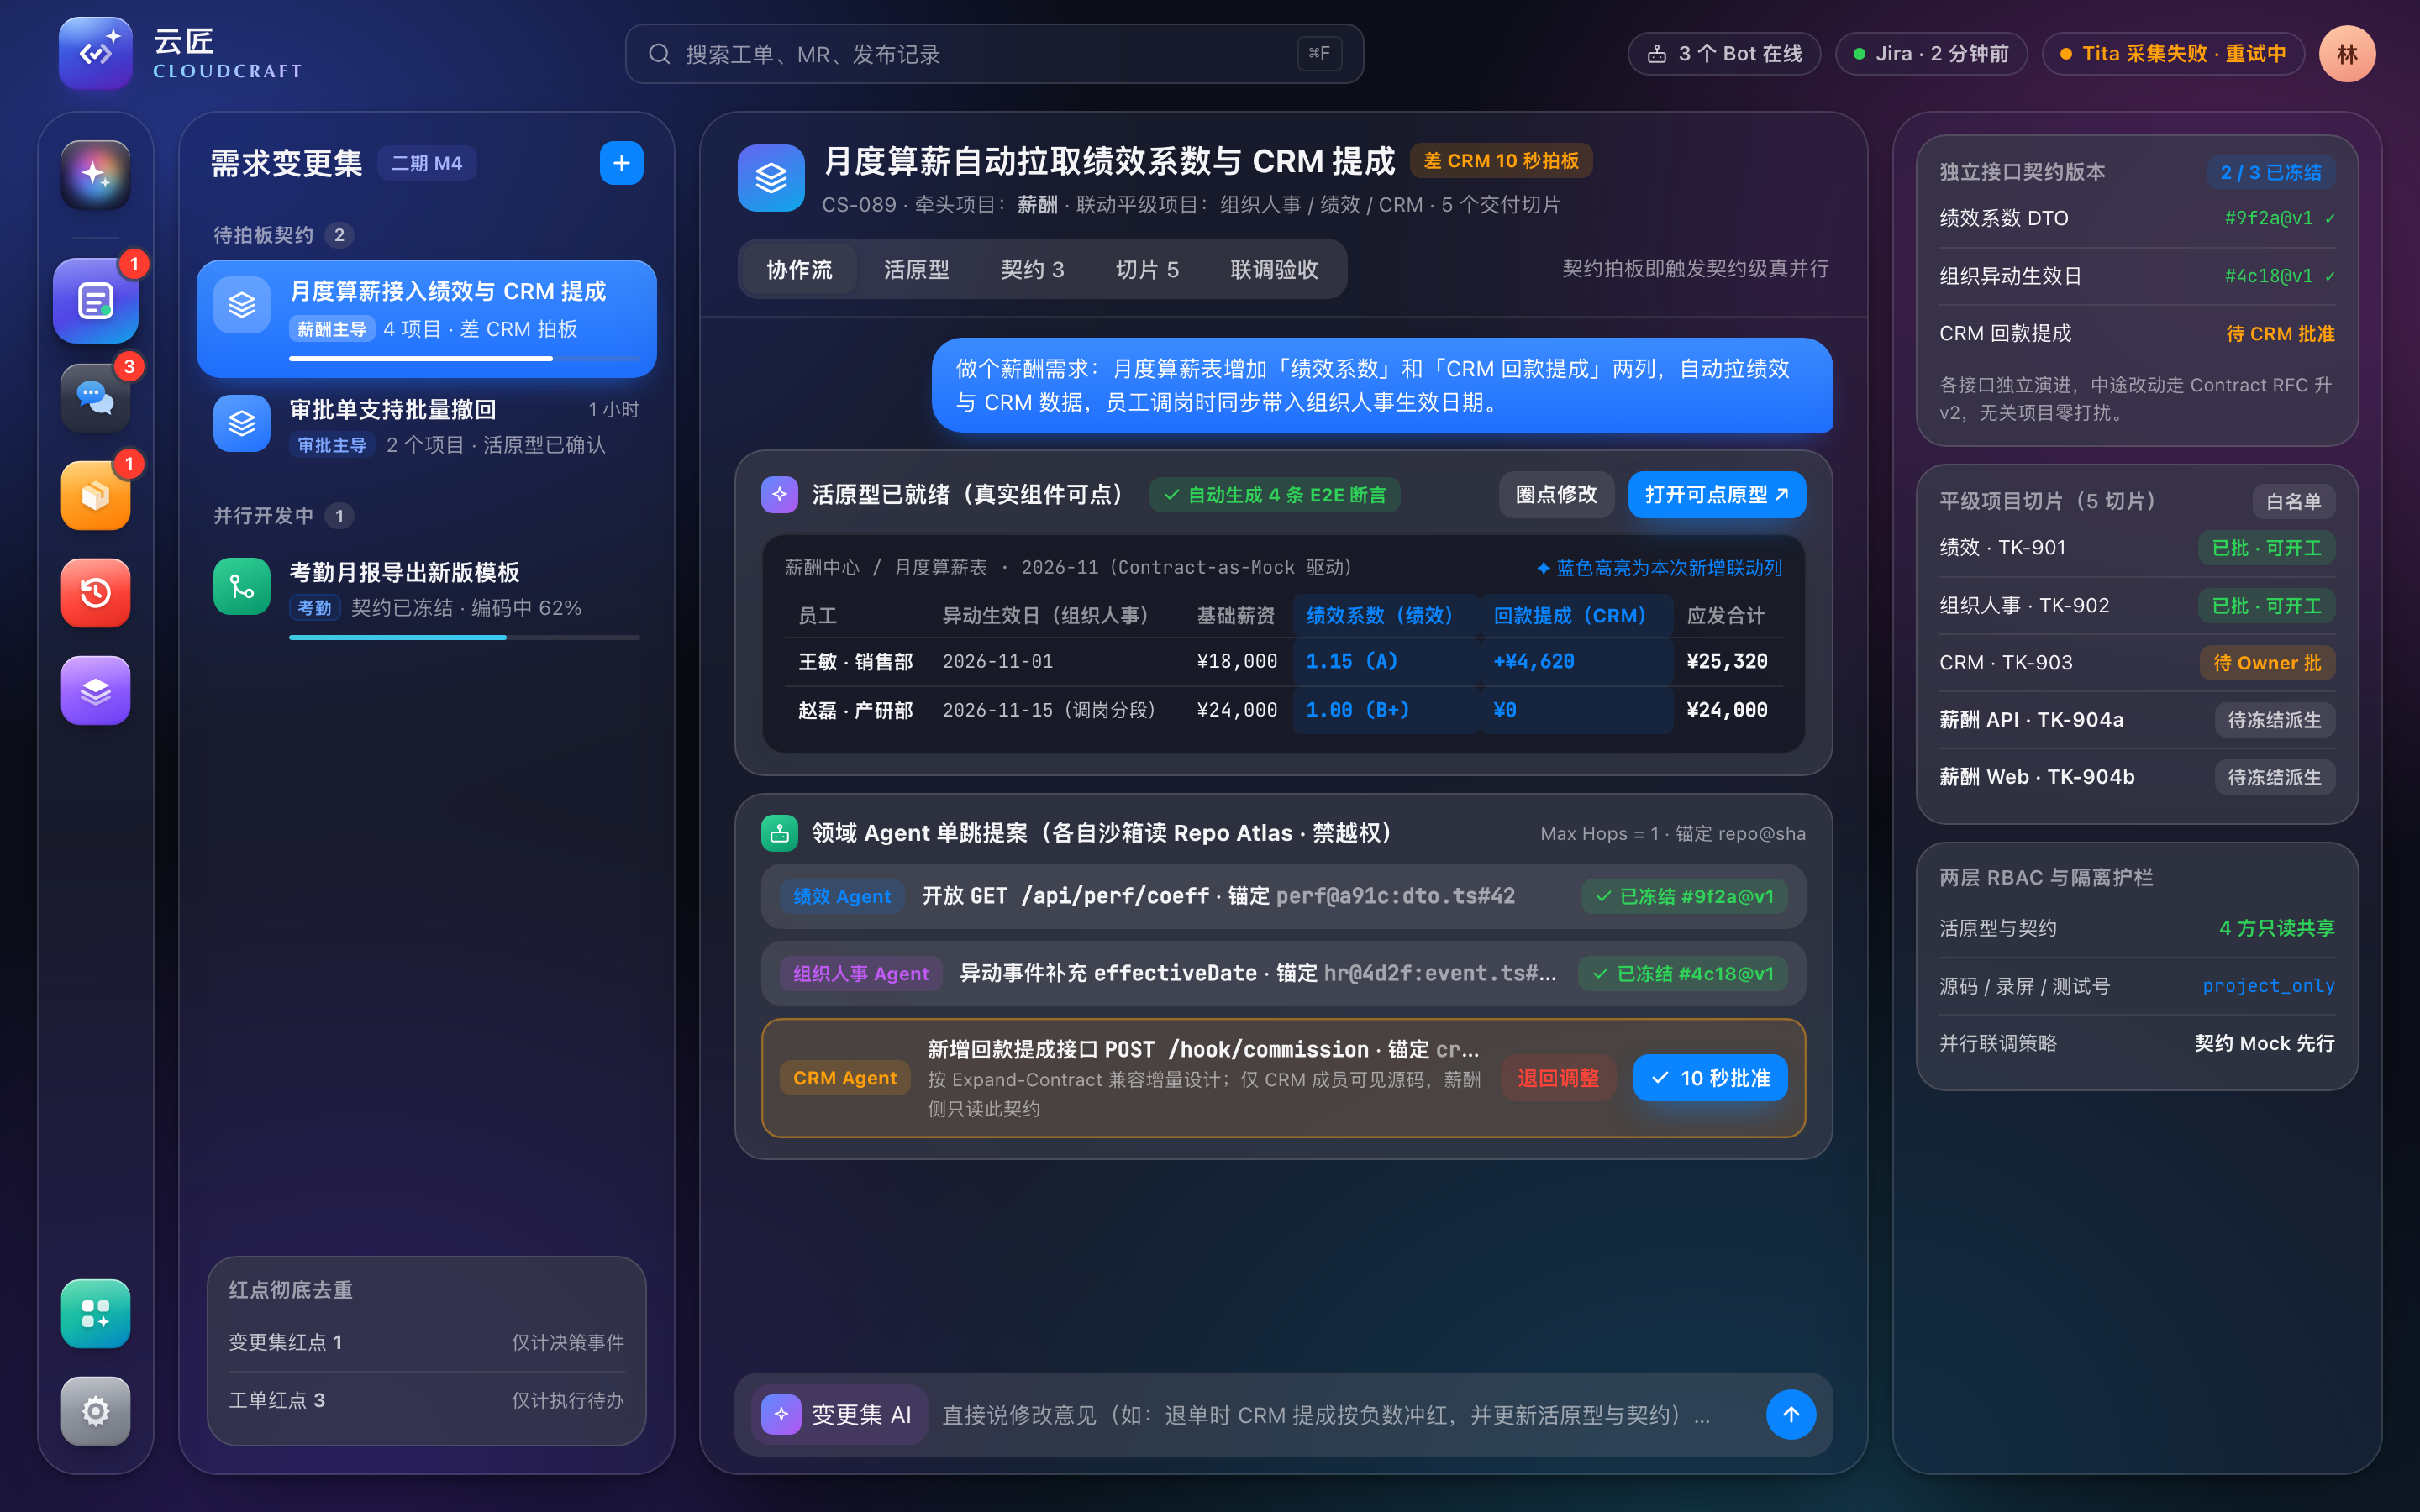 云匠
CLOUDCRAFT
搜索工单、MR、发布记录
⌘F
3 个 Bot 在线
Jira · 2 分钟前
Tita 采集失败 · 重试中
林
1
3
1
需求变更集
二期 M4
待拍板契约 2
月度算薪接入绩效与 CRM 提成
薪酬主导 4 项目 · 差 CRM 拍板
审批单支持批量撤回
1 小时
审批主导 2 个项目 · 活原型已确认
并行开发中 1
考勤月报导出新版模板
考勤 契约已冻结 · 编码中 62%
红点彻底去重
变更集红点 1
仅计决策事件
工单红点 3
仅计执行待办
月度算薪自动拉取绩效系数与 CRM 提成
差 CRM 10 秒拍板
CS-089 · 牵头项目：薪酬 · 联动平级项目：组织人事 / 绩效 / CRM · 5 个交付切片
协作流
活原型
契约 3
切片 5
联调验收
契约拍板即触发契约级真并行
做个薪酬需求：月度算薪表增加「绩效系数」和「CRM 回款提成」两列，自动拉绩效
与 CRM 数据，员工调岗时同步带入组织人事生效日期。
活原型已就绪（真实组件可点）
✓ 自动生成 4 条 E2E 断言
圈点修改
打开可点原型 ↗
薪酬中心 / 月度算薪表 · 2026-11（Contract-as-Mock 驱动）
✦ 蓝色高亮为本次新增联动列
员工 异动生效日（组织人事） 基础薪资 绩效系数（绩效） 回款提成（CRM） 应发合计
王敏 · 销售部 2026-11-01 ¥18,000 1.15 (A) +¥4,620 ¥25,320
赵磊 · 产研部 2026-11-15（调岗分段） ¥24,000 1.00 (B+) ¥0 ¥24,000
领域 Agent 单跳提案（各自沙箱读 Repo Atlas · 禁越权）
Max Hops = 1 · 锚定 repo@sha
绩效 Agent
开放 GET /api/perf/coeff · 锚定 perf@a91c:dto.ts#42
✓ 已冻结 #9f2a@v1
组织人事 Agent
异动事件补充 effectiveDate · 锚定 hr@4d2f:event.ts#…
✓ 已冻结 #4c18@v1
CRM Agent
新增回款提成接口 POST /hook/commission · 锚定 cr…
按 Expand-Contract 兼容增量设计；仅 CRM 成员可见源码，薪酬
侧只读此契约
退回调整
✓ 10 秒批准
变更集 AI
直接说修改意见（如：退单时 CRM 提成按负数冲红，并更新活原型与契约）…
独立接口契约版本
2 / 3 已冻结
绩效系数 DTO
#9f2a@v1 ✓
组织异动生效日
#4c18@v1 ✓
CRM 回款提成
待 CRM 批准
各接口独立演进，中途改动走 Contract RFC 升
v2，无关项目零打扰。
平级项目切片（5 切片）
白名单
绩效 · TK-901
已批 · 可开工
组织人事 · TK-902
已批 · 可开工
CRM · TK-903
待 Owner 批
薪酬 API · TK-904a
待冻结派生
薪酬 Web · TK-904b
待冻结派生
两层 RBAC 与隔离护栏
活原型与契约
4 方只读共享
源码 / 录屏 / 测试号
project_only
并行联调策略
契约 Mock 先行